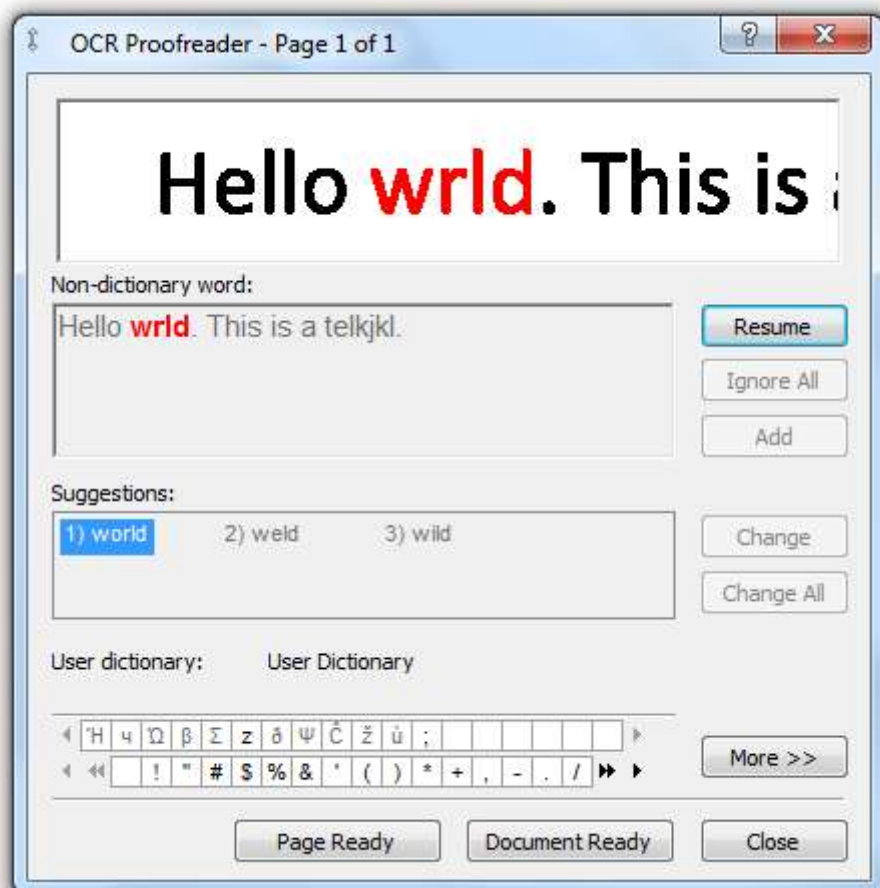 OCR Proofreader - Page 1 of 1
Hello wrld. This is
Non-dictionary word:
Hello wrld. This is a telkjkl.
Resume
Ignore All
Add
Suggestions:
1) world 2) weld 3) wild
Change
Change All
User dictionary: User Dictionary
Ή ч Ώ β Σ z δ Ψ Ĉ ž ù ;
! " # $ % & ' ( ) * + , - . /
More >>
Page Ready Document Ready Close